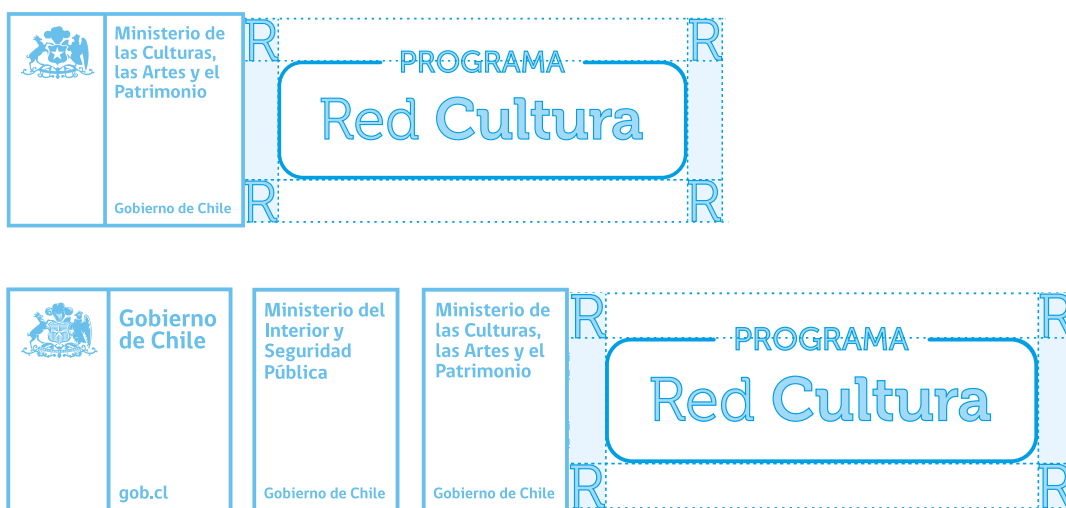 Ministerio de
las Culturas,
las Artes y el
Patrimonio
Gobierno de Chile
R
R
PROGRAMA
Red Cultura
R
R
Gobierno
de Chile
gob.cl
Ministerio del
Interior y
Seguridad
Pública
Gobierno de Chile
Ministerio de
las Culturas,
las Artes y el
Patrimonio
Gobierno de Chile
R
R
PROGRAMA
Red Cultura
R
R